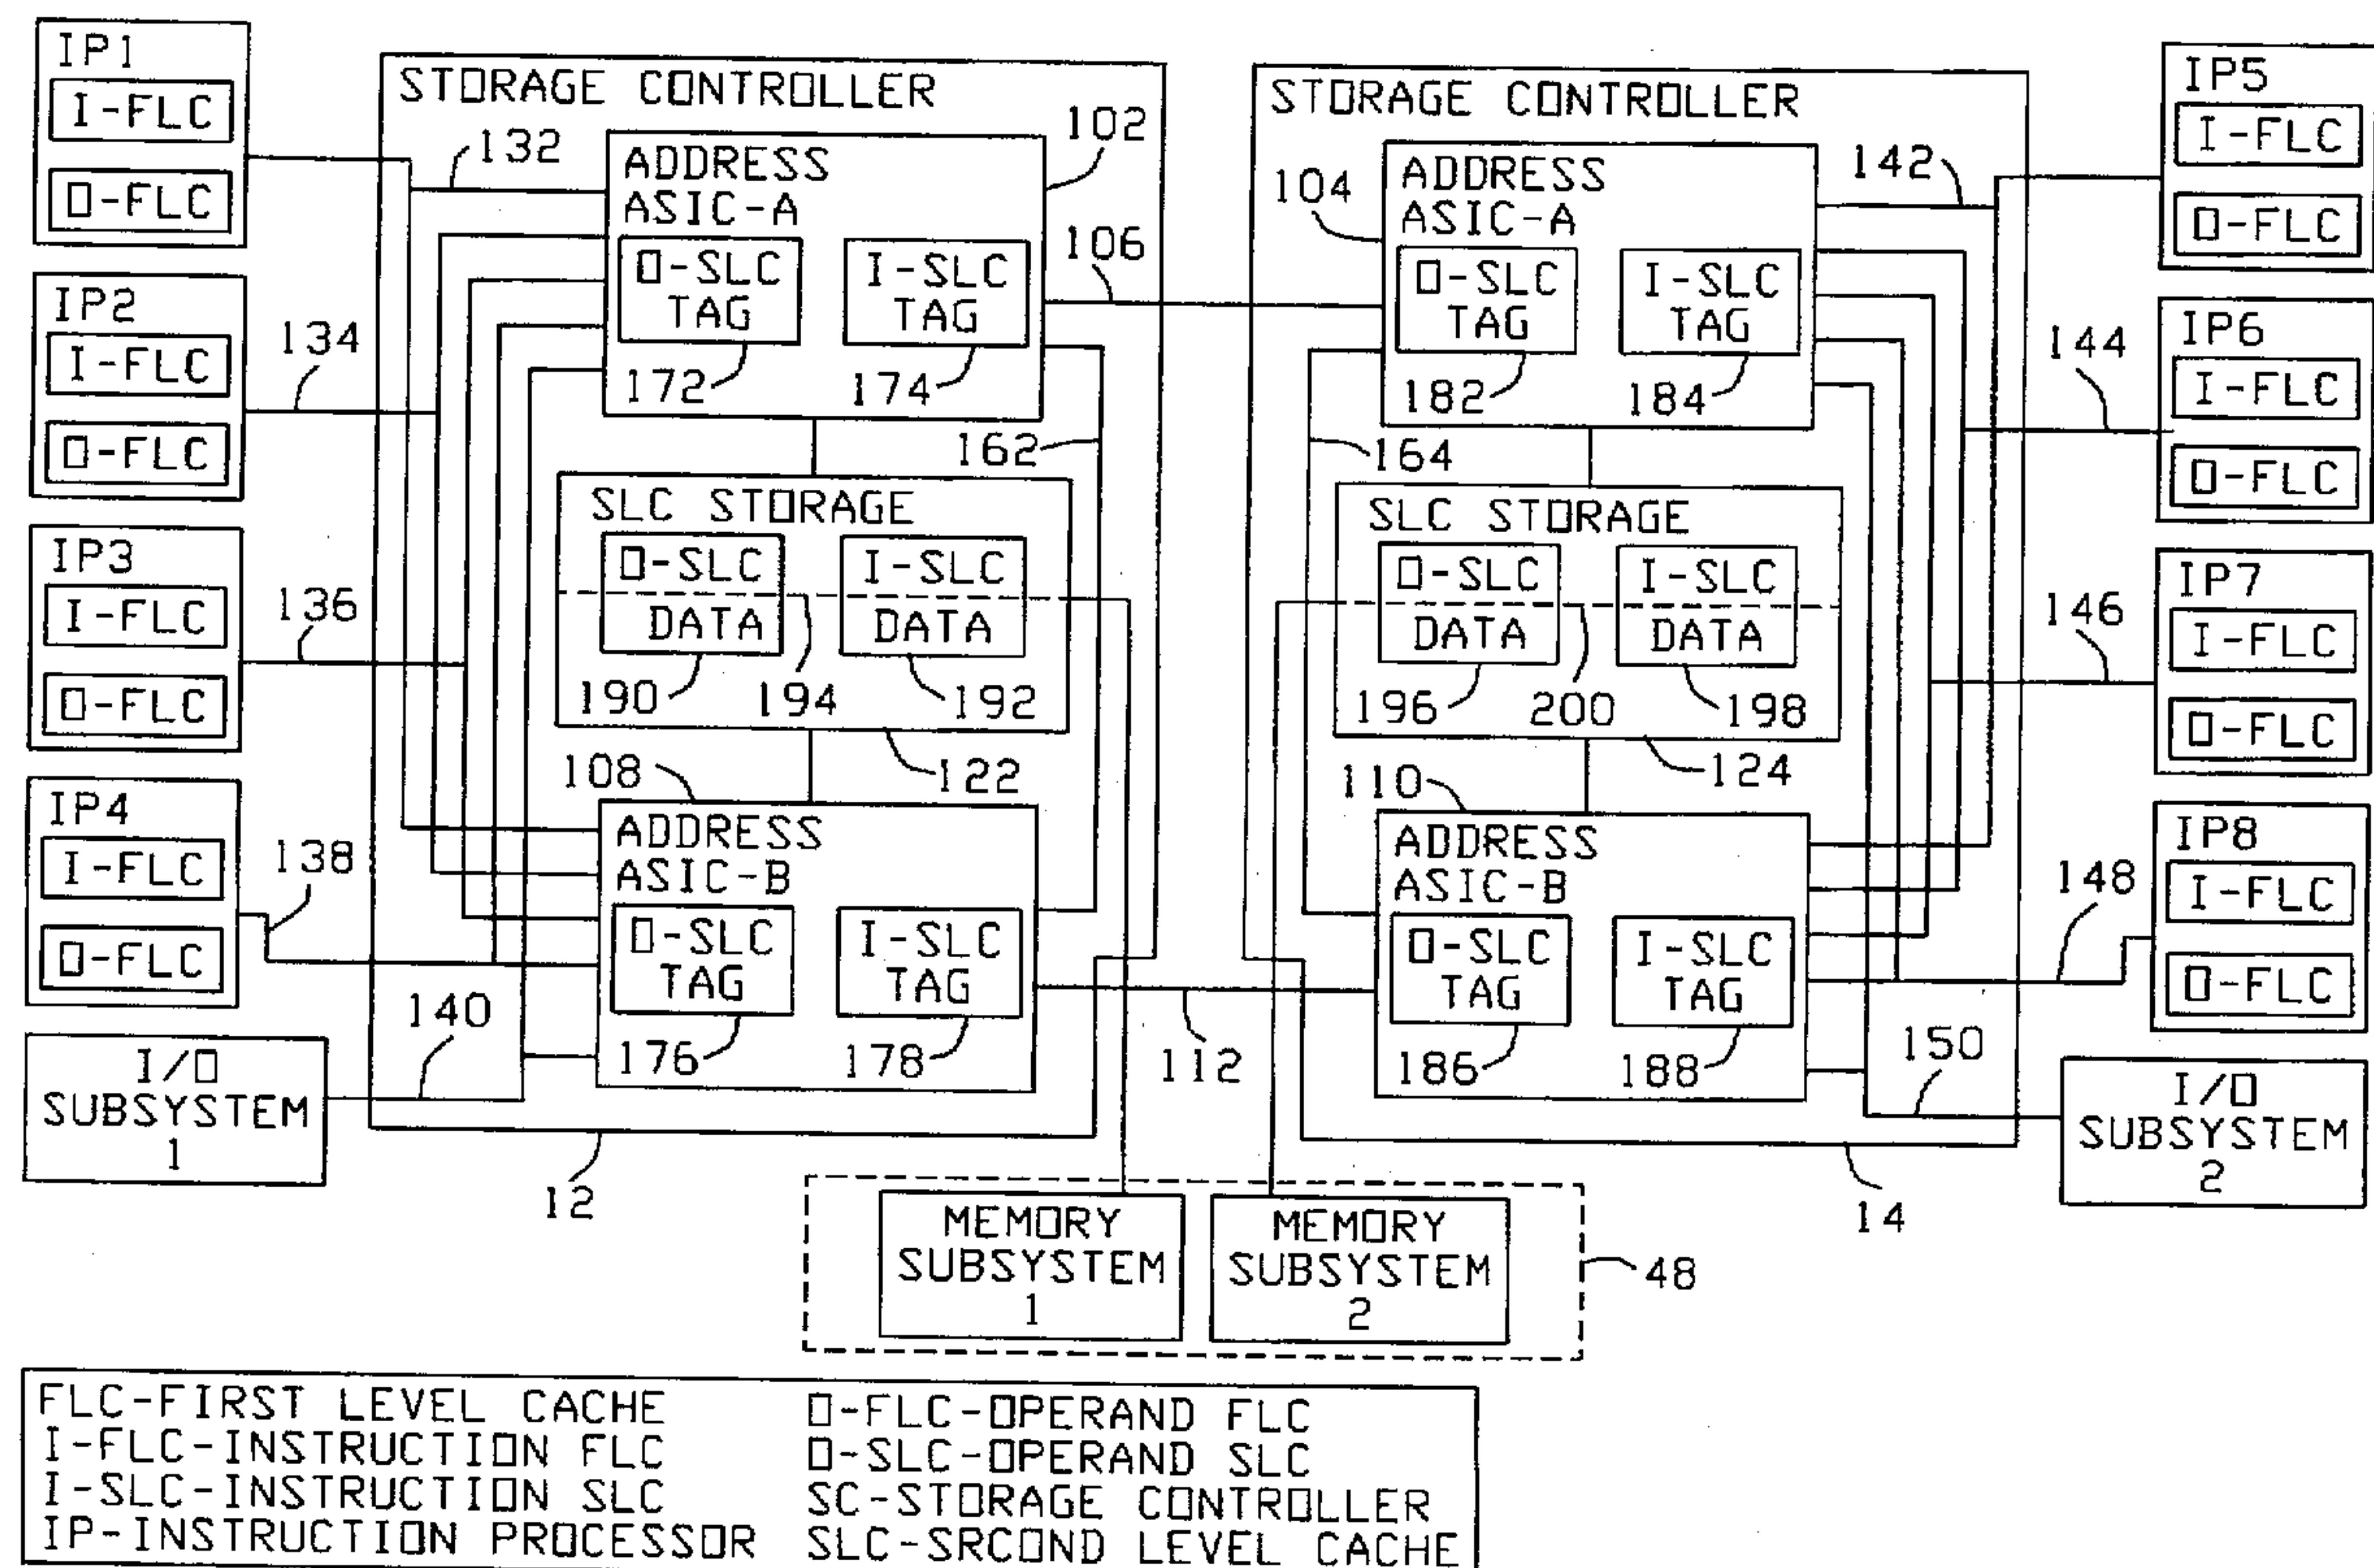 IP1
I-FLC
O-FLC
IP2
I-FLC
O-FLC
134
IP3
I-FLC
O-FLC
136
IP4
I-FLC
O-FLC
138
I/O
SUBSYSTEM
1
140
STORAGE CONTROLLER
132
102
ADDRESS
ASIC-A
O-SLC
TAG
I-SLC
TAG
172
174
106
162
SLC STORAGE
O-SLC
DATA
I-SLC
DATA
190
194
192
122
108
ADDRESS
ASIC-B
O-SLC
TAG
I-SLC
TAG
176
178
112
12
STORAGE CONTROLLER
104
142
ADDRESS
ASIC-A
O-SLC
TAG
I-SLC
TAG
182
184
164
SLC STORAGE
O-SLC
DATA
I-SLC
DATA
196
200
198
124
110
ADDRESS
ASIC-B
O-SLC
TAG
I-SLC
TAG
186
188
14
IP5
I-FLC
O-FLC
IP6
I-FLC
O-FLC
144
IP7
I-FLC
O-FLC
146
IP8
I-FLC
O-FLC
148
150
I/O
SUBSYSTEM
2
MEMORY
SUBSYSTEM
1
MEMORY
SUBSYSTEM
2
48
FLC-FIRST LEVEL CACHE
I-FLC-INSTRUCTION FLC
I-SLC-INSTRUCTION SLC
IP-INSTRUCTION PROCESSOR
O-FLC-OPERAND FLC
O-SLC-OPERAND SLC
SC-STORAGE CONTROLLER
SLC-SRCOND LEVEL CACHE